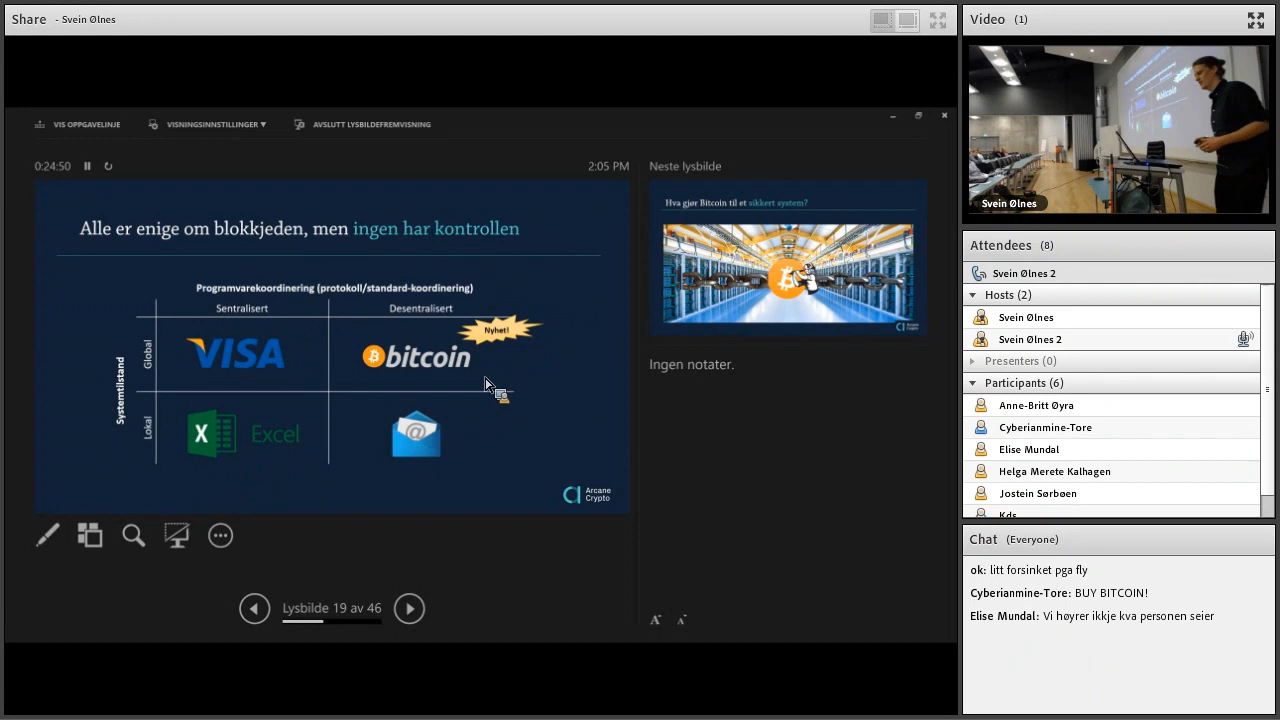 Share - Svein Ølnes
VIS OPPGAVELINJE
VISNINGSINNSTILLINGER
AVSLUTT LYSBILDEFREMVISNING
0:24:50
2:05 PM
Alle er enige om blokkjeden, men ingen har kontrollen
Programvarekoordinering (protokoll/standard-koordinering)
Sentralisert
Desentralisert
Nyhet!
Systemtilstand
Global
VISA
bitcoin
Lokal
X
Excel
@
Arcane
Crypto
Lysbilde 19 av 46
Neste lysbilde
Hva gjør Bitcoin til et sikkert system?
Arcane
Crypto
Ingen notater.
A A
Video (1)
bitcoin
Svein Ølnes
Attendees (8)
Svein Ølnes 2
Hosts (2)
Svein Ølnes
Svein Ølnes 2
Presenters (0)
Participants (6)
Anne-Britt Øyra
Cyberianmine-Tore
Elise Mundal
Helga Merete Kalhagen
Jostein Sørbøen
Kds
Chat (Everyone)
ok: litt forsinket pga fly
Cyberianmine-Tore: BUY BITCOIN!
Elise Mundal: Vi høyrer ikkje kva personen seier